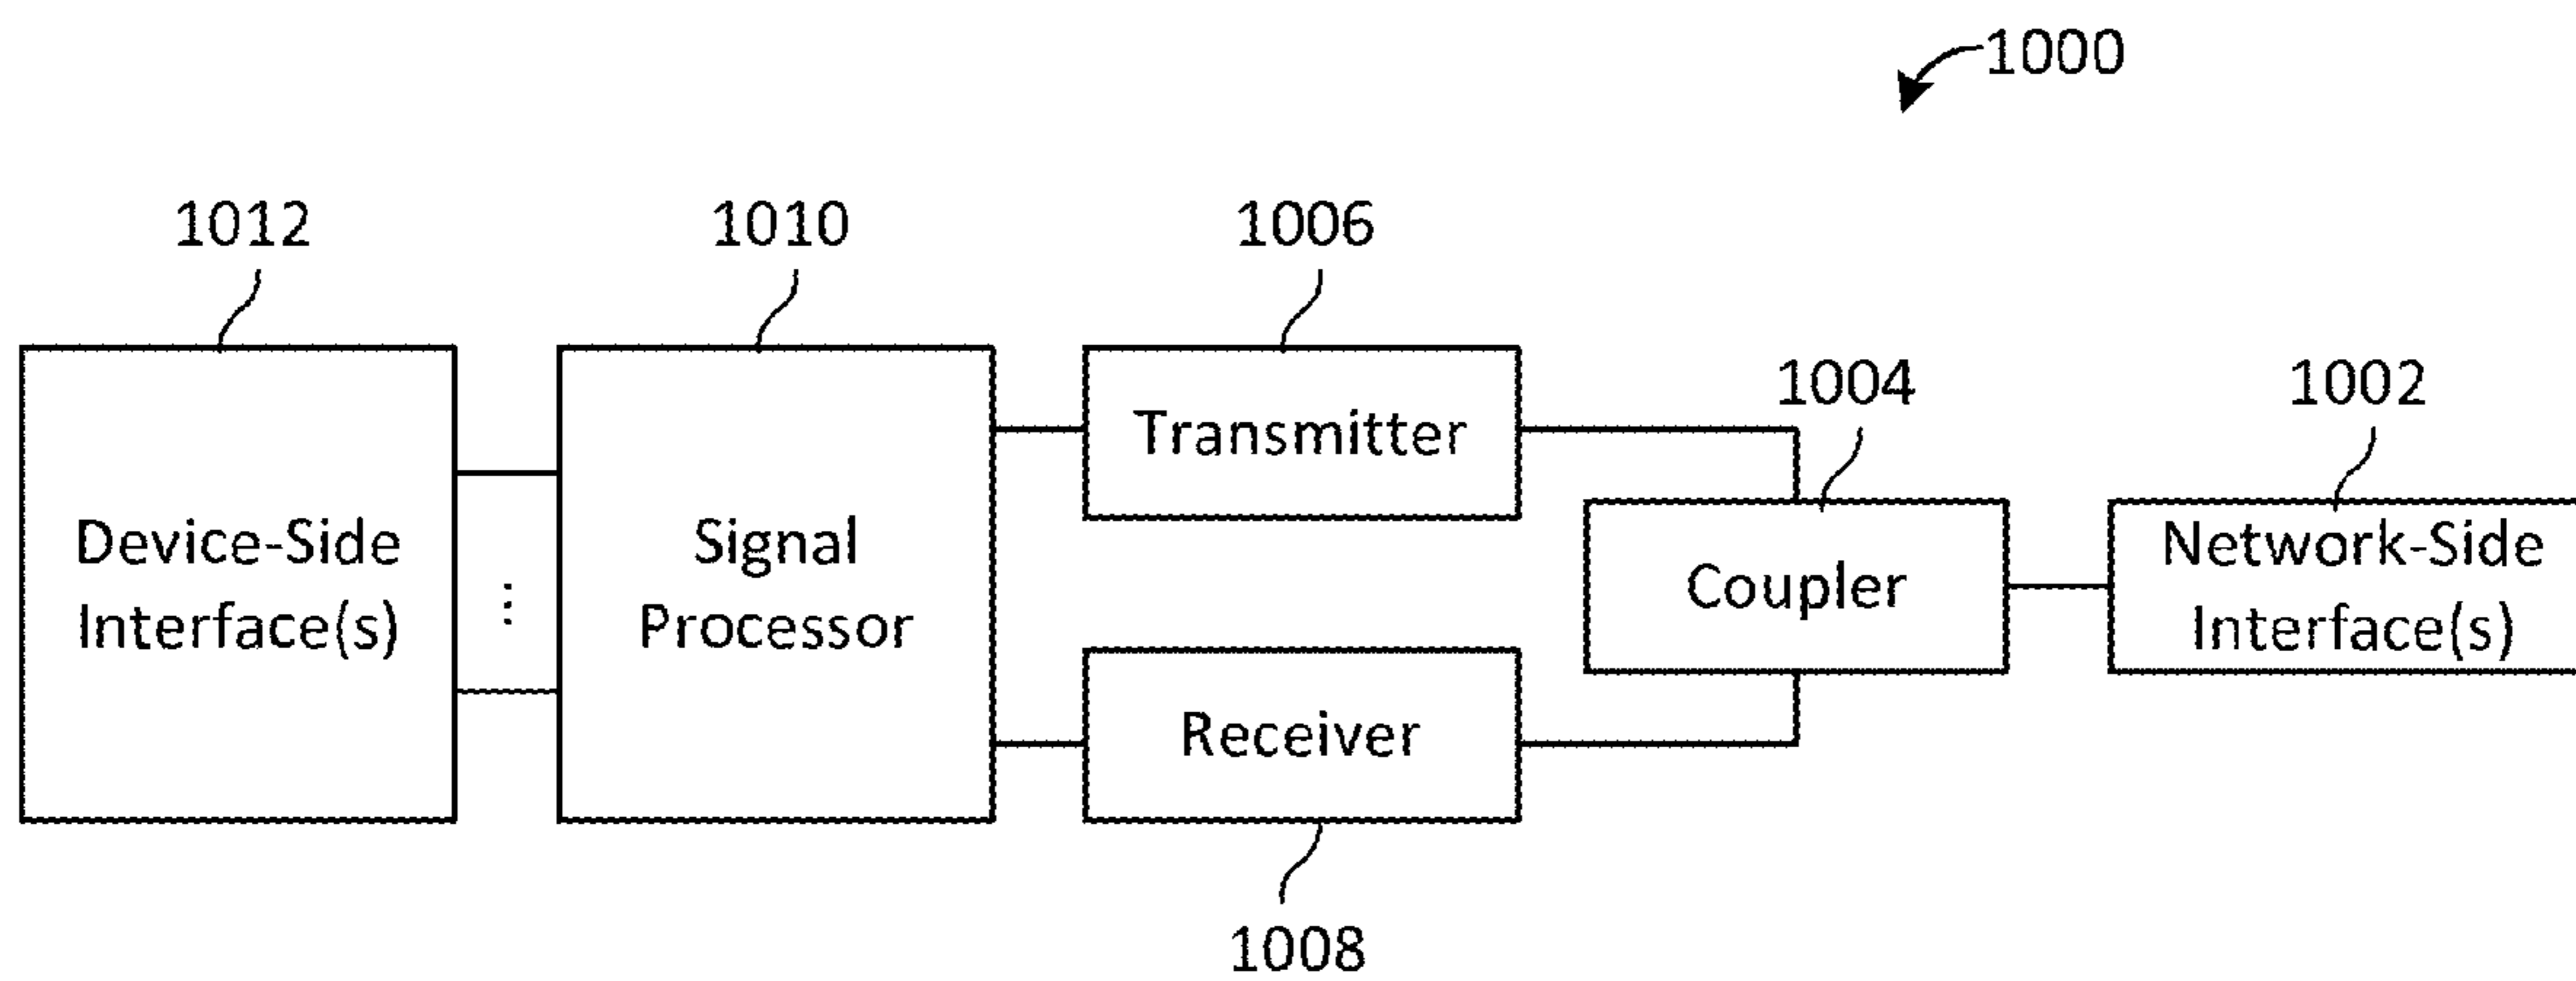 1000
1012
1010
1006
1004
1002
Device-Side
Interface(s)
Signal
Processor
Transmitter
Receiver
Coupler
Network-Side
Interface(s)
1008